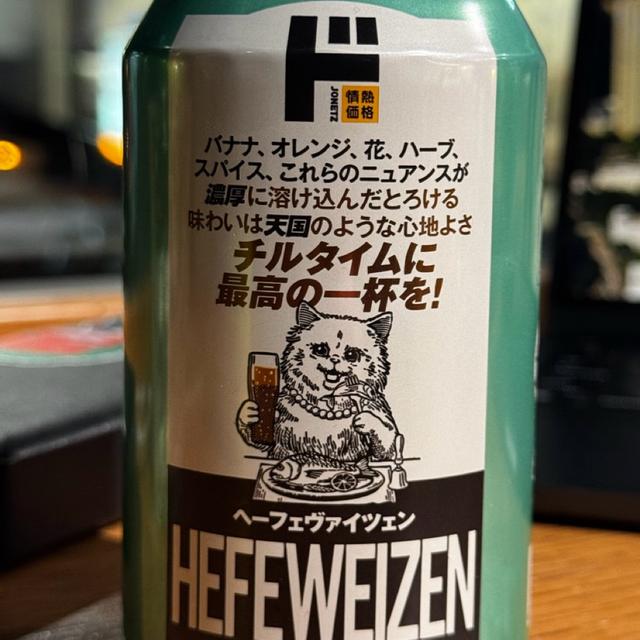 ド
JONETZ
情熱
価格
バナナ、オレンジ、花、ハーブ、
スパイス、これらのニュアンスが
濃厚に溶け込んだとろける
味わいは天国のような心地よさ
チルタイムに
最高の一杯を!
ヘーフェヴァイツェン
HEFEWEIZEN